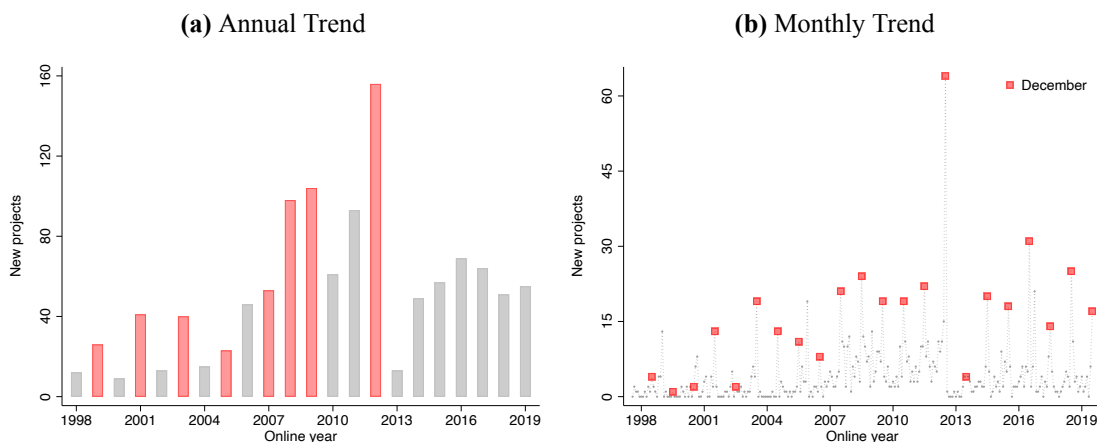 (a) Annual Trend
New projects
160
120
80
40
0
1998 2001 2004 2007 2010 2013 2016 2019
Online year
(b) Monthly Trend
December
New projects
60
45
30
15
0
1998 2001 2004 2007 2010 2013 2016 2019
Online year